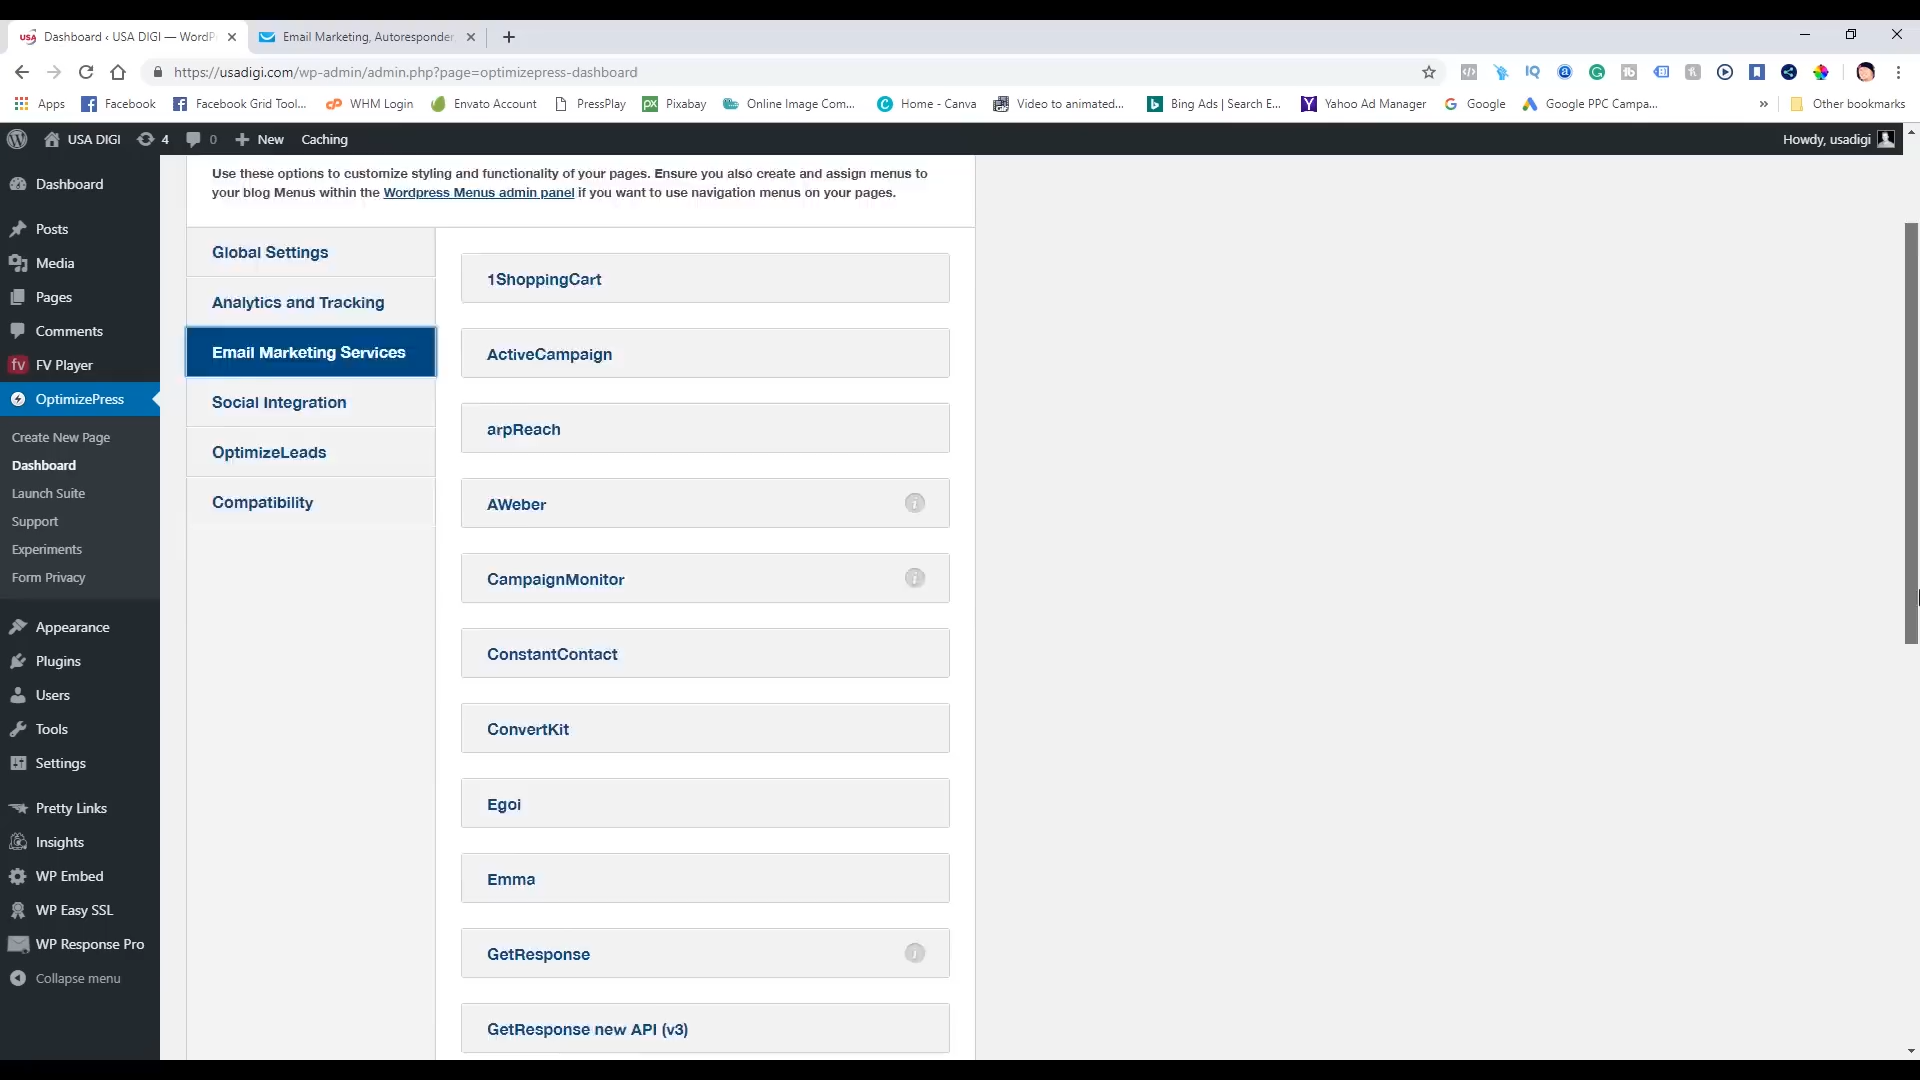 USA Dashboard ‹ USA DIGI — WordP
Email Marketing, Autoresponder,
https://usadigi.com/wp-admin/admin.php?page=optimizepress-dashboard
Apps
Facebook
Facebook Grid Tool...
WHM Login
Envato Account
PressPlay
Pixabay
Online Image Com...
Home - Canva
Video to animated...
Bing Ads | Search E...
Yahoo Ad Manager
Google
Google PPC Campa...
Other bookmarks
USA DIGI
4
0
New
Caching
Howdy, usadigi
Dashboard
Posts
Media
Pages
Comments
FV Player
OptimizePress
Create New Page
Dashboard
Launch Suite
Support
Experiments
Form Privacy
Appearance
Plugins
Users
Tools
Settings
Pretty Links
Insights
WP Embed
WP Easy SSL
WP Response Pro
Collapse menu
Use these options to customize styling and functionality of your pages. Ensure you also create and assign menus to
your blog Menus within the Wordpress Menus admin panel if you want to use navigation menus on your pages.
Global Settings
Analytics and Tracking
Email Marketing Services
Social Integration
OptimizeLeads
Compatibility
1ShoppingCart
ActiveCampaign
arpReach
AWeber
CampaignMonitor
ConstantContact
ConvertKit
Egoi
Emma
GetResponse
GetResponse new API (v3)